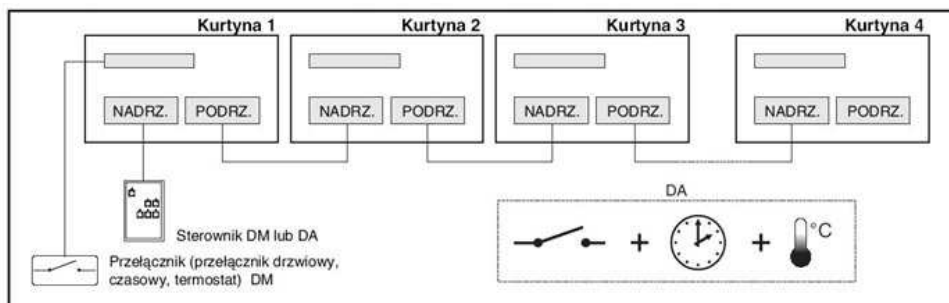 Kurtyna 1
Kurtyna 2
Kurtyna 3
Kurtyna 4
NADRZ.
PODRZ.
NADRZ.
PODRZ.
NADRZ.
PODRZ.
NADRZ.
PODRZ.
Sterownik DM lub DA
Przełącznik (przełącznik drzwiowy,
czasowy, termostat) DM
DA
+
+
°C